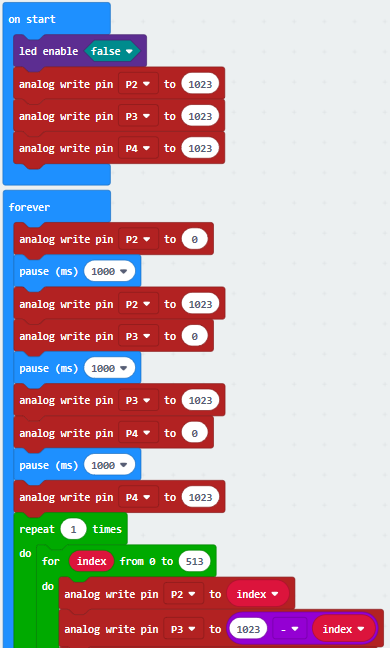 on start
led enable false
analog write pin P2 to 1023
analog write pin P3 to 1023
analog write pin P4 to 1023
forever
analog write pin P2 to 0
pause (ms) 1000
analog write pin P2 to 1023
analog write pin P3 to 0
pause (ms) 1000
analog write pin P3 to 1023
analog write pin P4 to 0
pause (ms) 1000
analog write pin P4 to 1023
repeat 1 times
do for index from 0 to 513
do analog write pin P2 to index
analog write pin P3 to 1023 - index